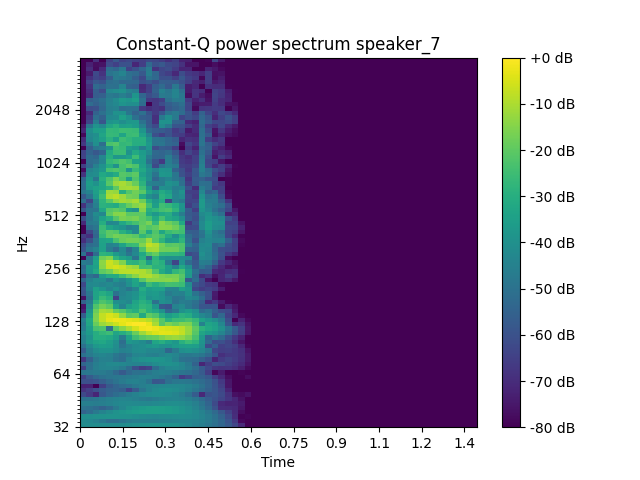 Constant-Q power spectrum speaker_7
Hz
2048
1024
512
256
128
64
32
0 0.15 0.3 0.45 0.6 0.75 0.9 1.1 1.2 1.4
Time
+0 dB
-10 dB
-20 dB
-30 dB
-40 dB
-50 dB
-60 dB
-70 dB
-80 dB